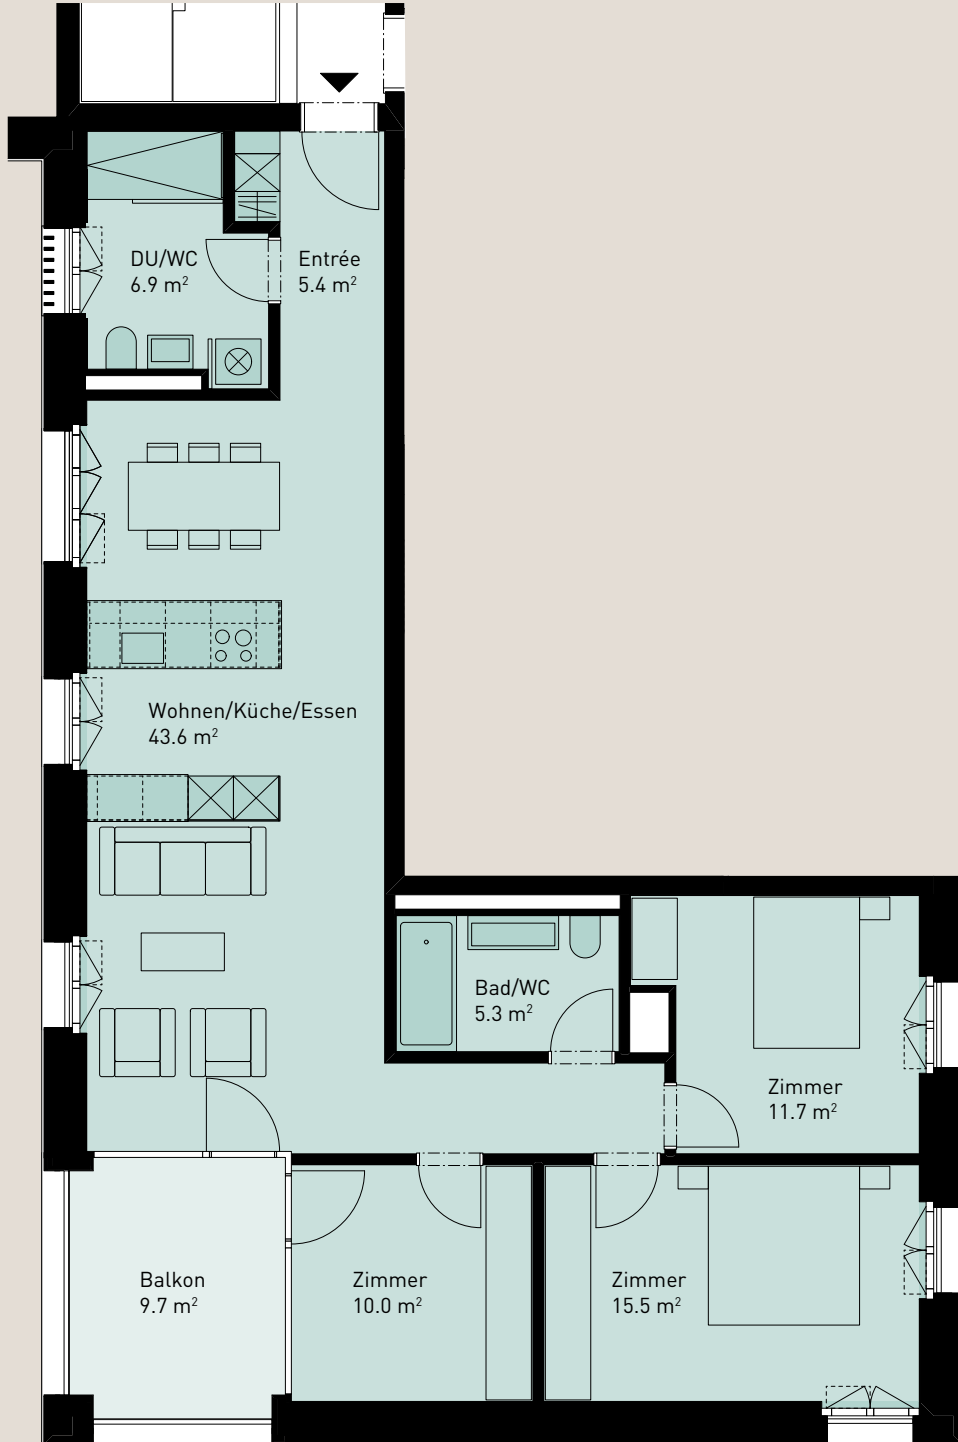 DU/WC
6.9 m²
Entrée
5.4 m²
Wohnen/Küche/Essen
43.6 m²
Bad/WC
5.3 m²
Zimmer
11.7 m²
Balkon
9.7 m²
Zimmer
10.0 m²
Zimmer
15.5 m²